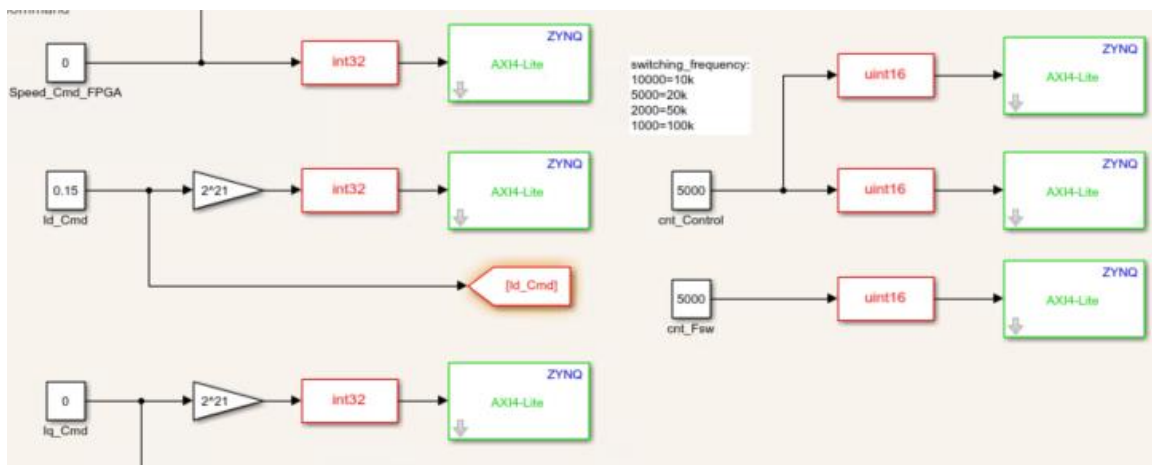 0
Speed_Cmd_FPGA
int32
ZYNQ
AXI4-Lite
0.15
Id_Cmd
2^21
int32
ZYNQ
AXI4-Lite
[Id_Cmd]
0
Iq_Cmd
2^21
int32
ZYNQ
AXI4-Lite
switching_frequency:
10000=10k
5000=20k
2000=50k
1000=100k
uint16
ZYNQ
AXI4-Lite
5000
cnt_Control
uint16
ZYNQ
AXI4-Lite
5000
cnt_Fsw
uint16
ZYNQ
AXI4-Lite